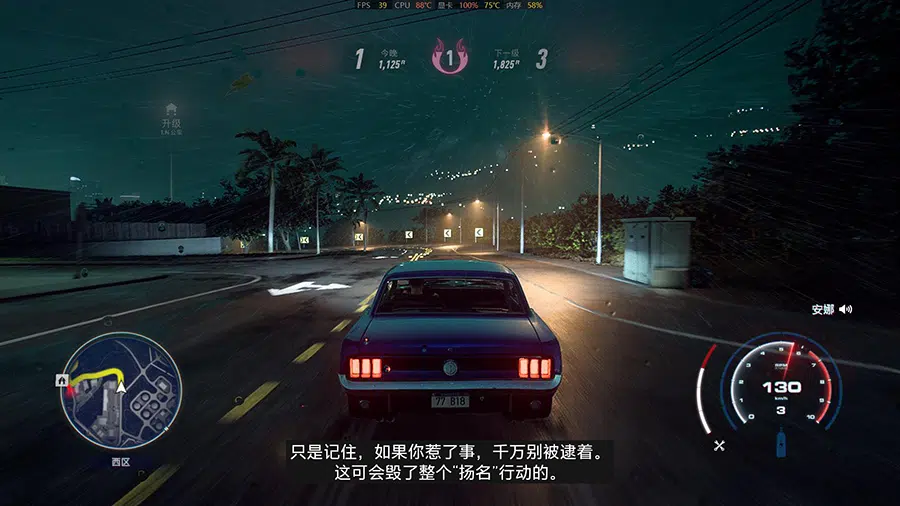 FPS 39 CPU 88°C 显卡 100% 75°C 内存 58%
1 今晚 1,125 1 下一级 1,825 3
升级
安娜
130
km/h
3
77 B18
西区
只是记住，如果你惹了事，千万别被逮着。
这可会毁了整个“扬名”行动的。